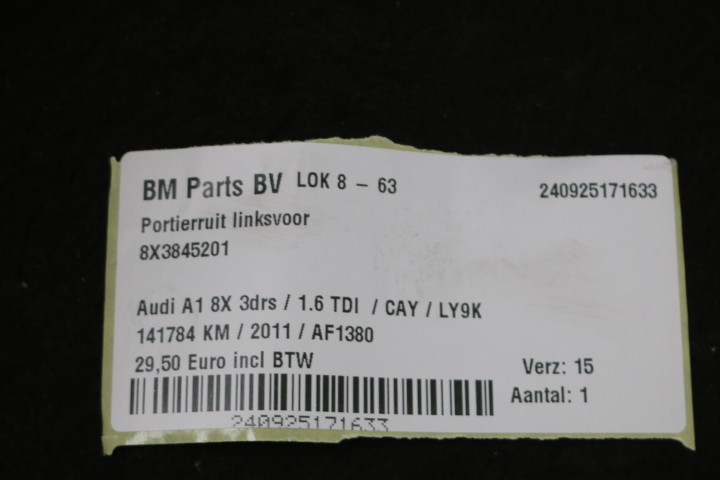 BM Parts BV LOK 8 - 63 240925171633
Portierruit linksvoor
8X3845201
Audi A1 8X 3drs / 1.6 TDI / CAY / LY9K
141784 KM / 2011 / AF1380
29,50 Euro incl BTW Verz: 15
Aantal: 1
240925171633